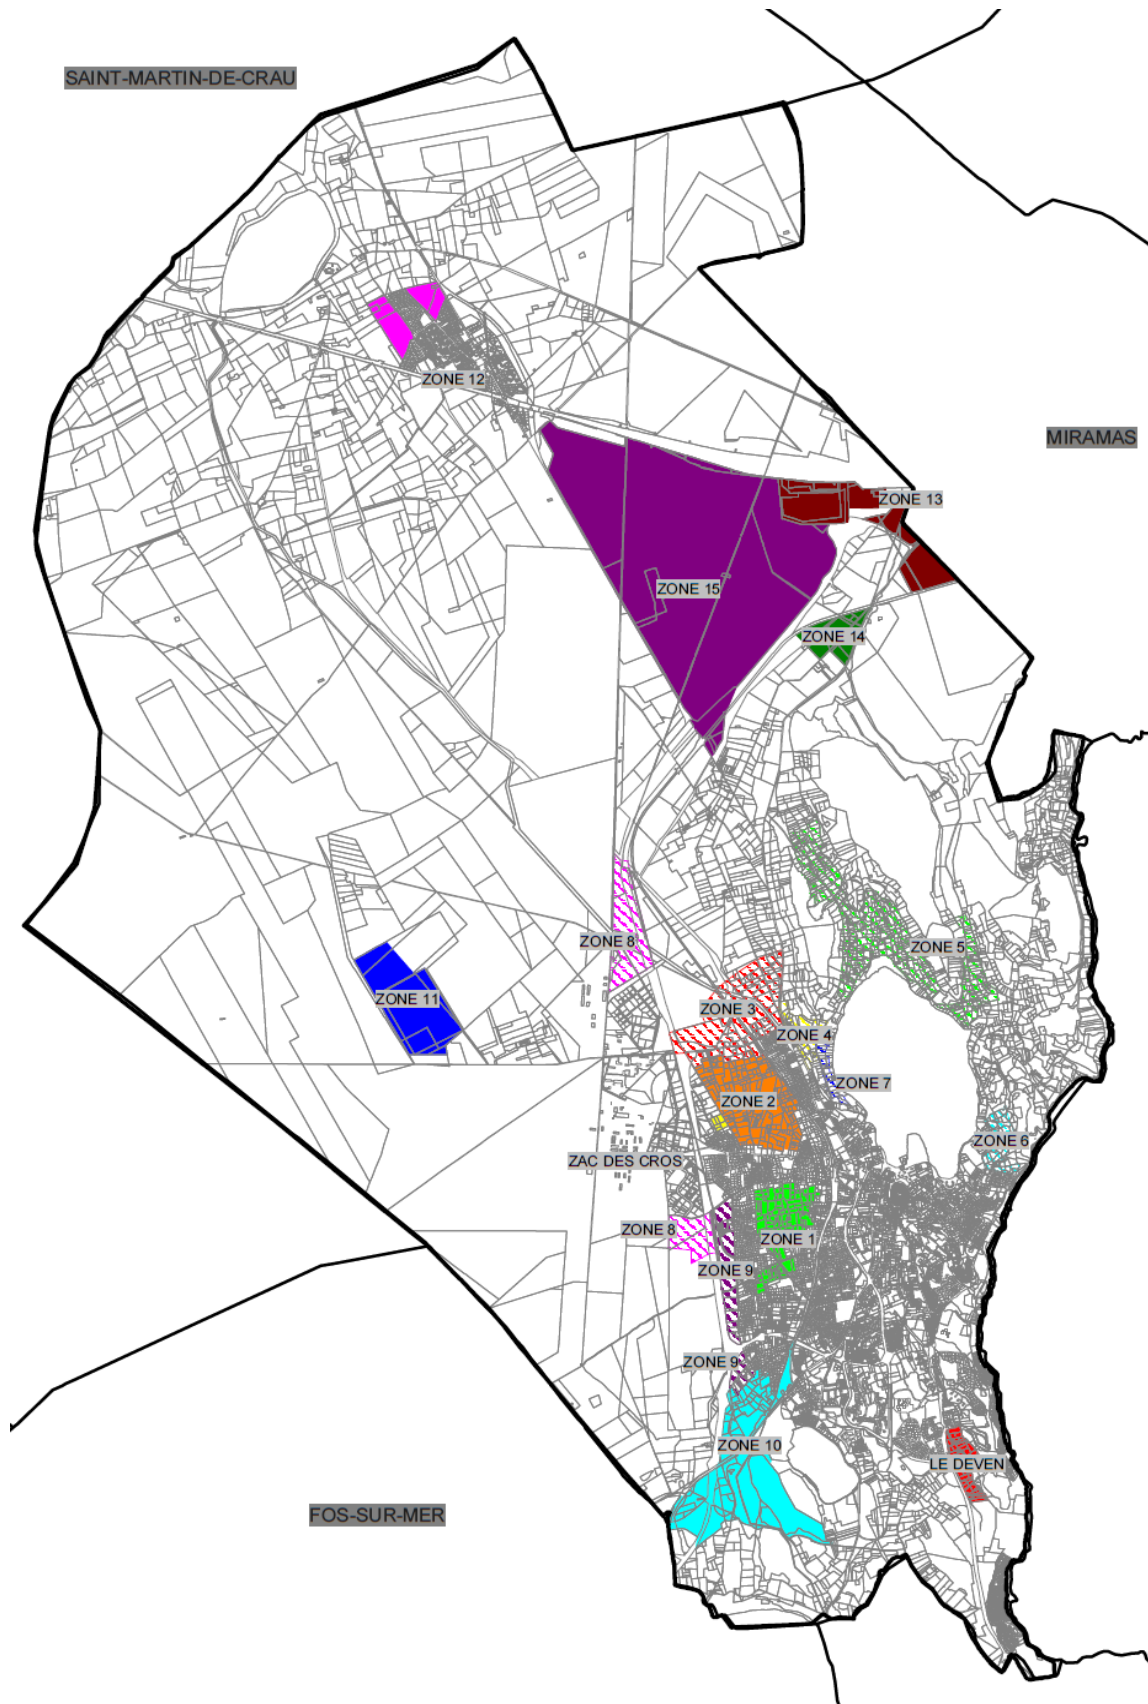 SAINT-MARTIN-DE-CRAU
ZONE 12
MIRAMAS
ZONE 13
ZONE 15
ZONE 14
ZONE 8
ZONE 5
ZONE 11
ZONE 3
ZONE 4
ZONE 7
ZONE 2
ZONE 6
ZAC DES CROS
ZONE 8
ZONE 1
ZONE 9
ZONE 9
ZONE 10
LE DEVEN
FOS-SUR-MER